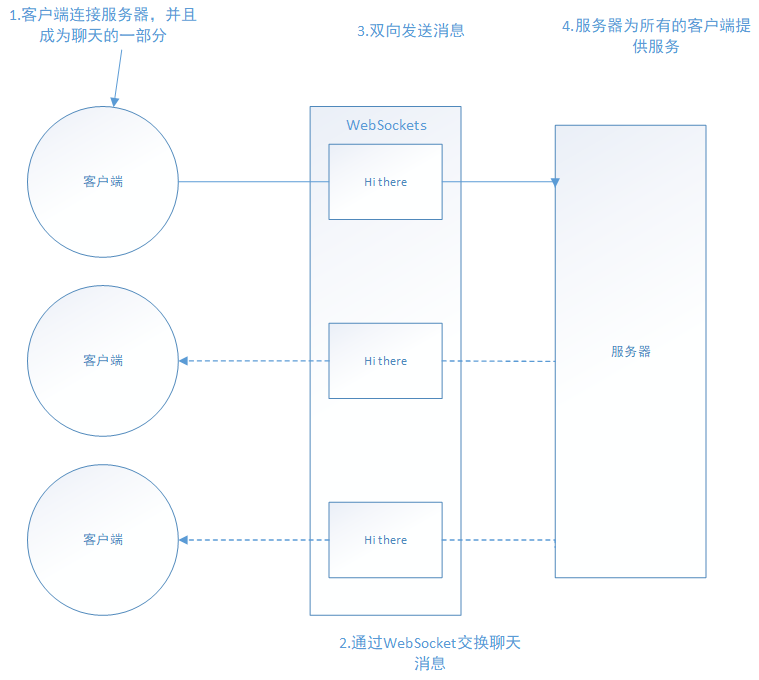 1.客户端连接服务器，并且
成为聊天的一部分
3.双向发送消息
4.服务器为所有的客户端提
供服务
WebSockets
客户端
Hi there
客户端
Hi there
服务器
客户端
Hi there
2.通过WebSocket交换聊天
消息